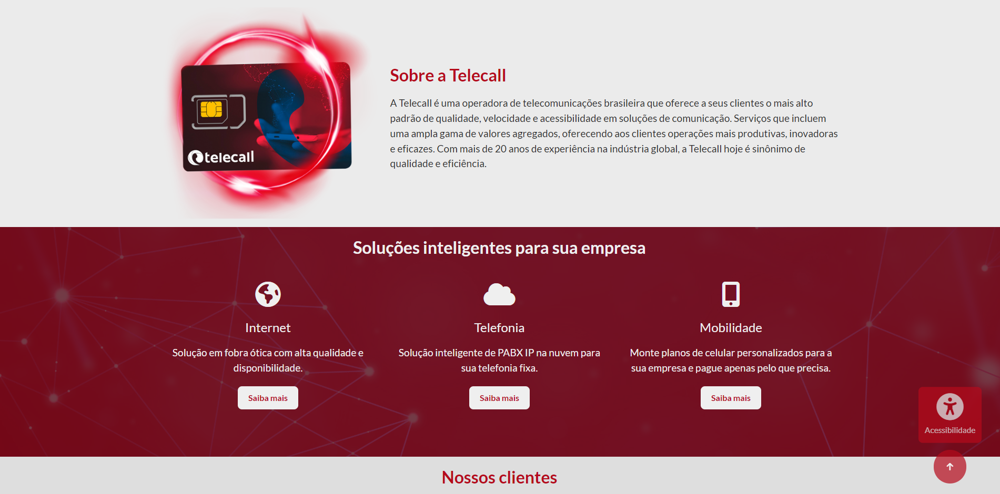 telecall
Sobre a Telecall
A Telecall é uma operadora de telecomunicações brasileira que oferece a seus clientes o mais alto
padrão de qualidade, velocidade e acessibilidade em soluções de comunicação. Serviços que incluem
uma ampla gama de valores agregados, oferecendo aos clientes operações mais produtivas, inovadoras
e eficazes. Com mais de 20 anos de experiência na indústria global, a Telecall hoje é sinônimo de
qualidade e eficiência.
Soluções inteligentes para sua empresa
Internet
Solução em fobra ótica com alta qualidade e
disponibilidade.
Saiba mais
Telefonia
Solução inteligente de PABX IP na nuvem para
sua telefonia fixa.
Saiba mais
Mobilidade
Monte planos de celular personalizados para a
sua empresa e pague apenas pelo que precisa.
Saiba mais
Acessibilidade
Nossos clientes